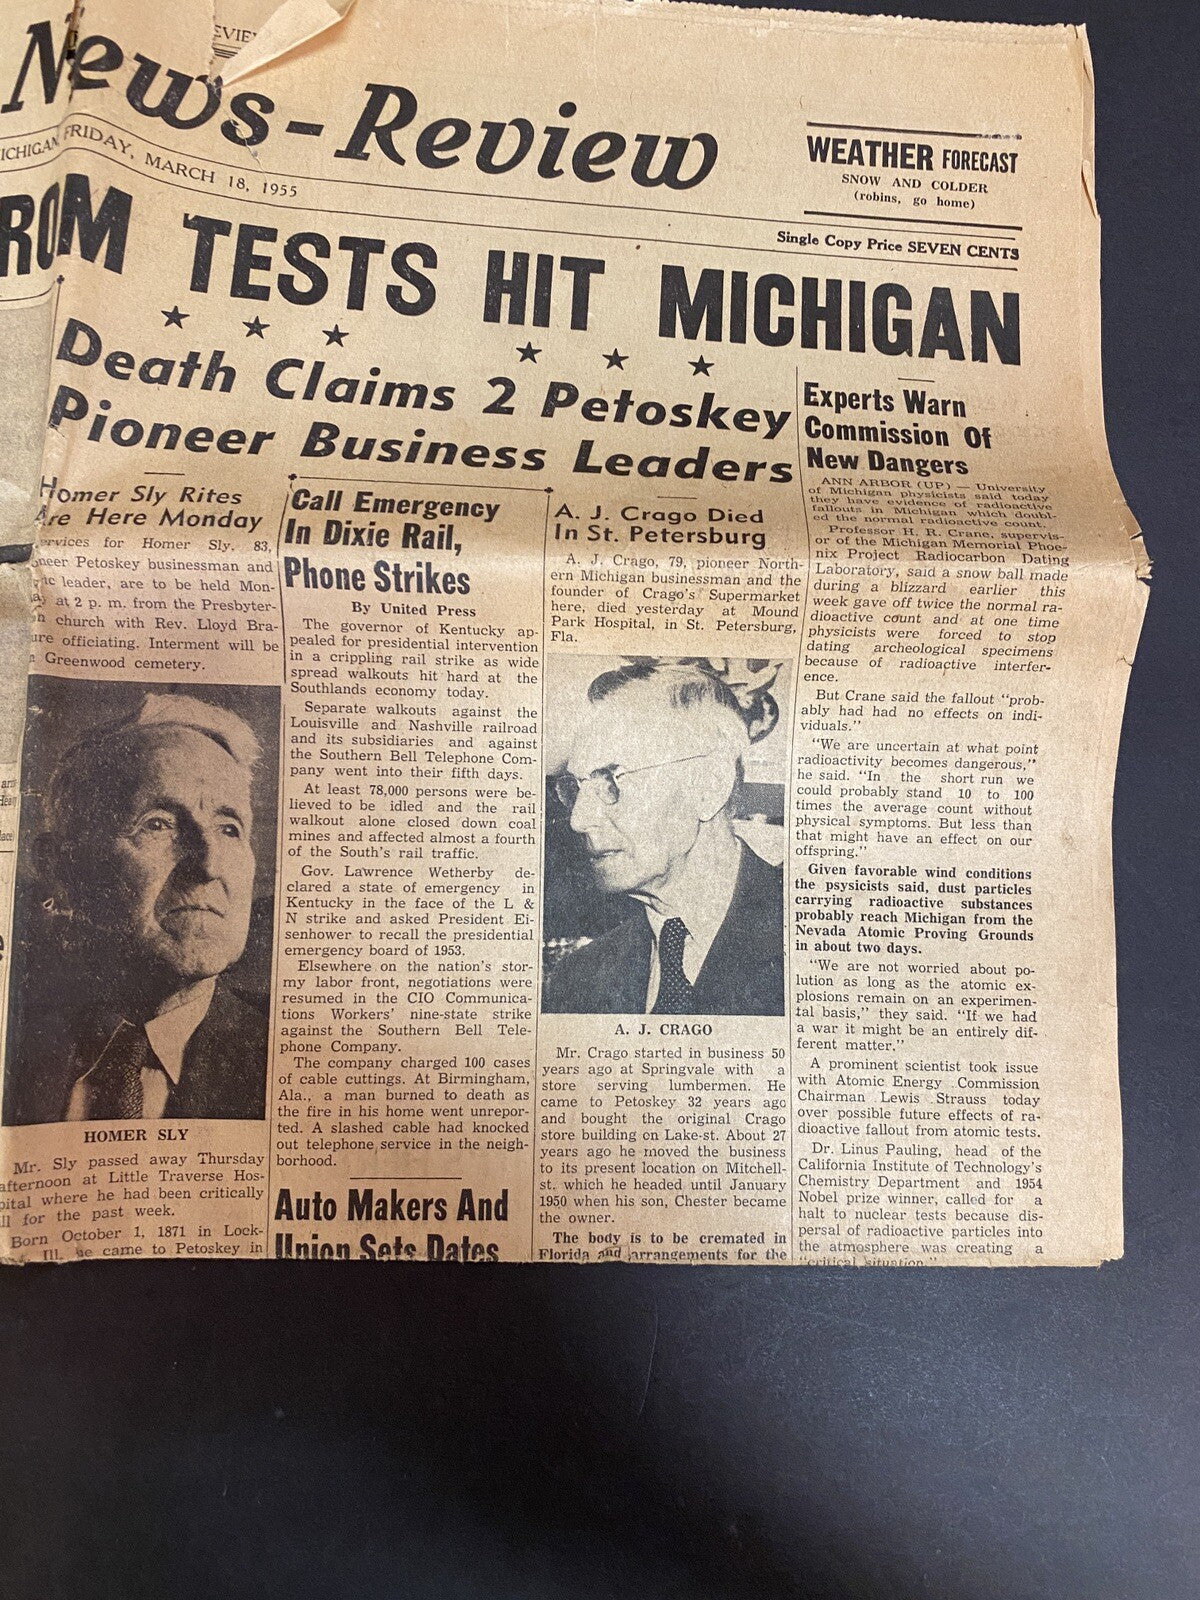 EVIEW
News-Review
ICHIGAN
FRIDAY, MARCH 18, 1955
WEATHER FORECAST
SNOW AND COLDER
(robins, go home)
Single Copy Price SEVEN CENTS
ROM TESTS HIT MICHIGAN
Death Claims 2 Petoskey
Pioneer Business Leaders
Homer Sly Rites
Are Here Monday
ervices for Homer Sly. 83,
oneer Petoskey businessman and
ic leader, are to be held Mon-
ay at 2 p. m. from the Presbyter-
n church with Rev. Lloyd Bra-
ure officiating. Interment will be
Greenwood cemetery.
HOMER SLY
Mr. Sly passed away Thursday
afternoon at Little Traverse Hos-
pital where he had been critically
ll for the past week.
Born October 1, 1871 in Lock-
Ill. he came to Petoskey in
Call Emergency
In Dixie Rail,
Phone Strikes
By United Press
The governor of Kentucky ap-
pealed for presidential intervention
in a crippling rail strike as wide
spread walkouts hit hard at the
Southlands economy today.
Separate walkouts against the
Louisville and Nashville railroad
and its subsidiaries and against
the Southern Bell Telephone Com-
pany went into their fifth days.
At least 78,000 persons were be-
lieved to be idled and the rail
walkout alone closed down coal
mines and affected almost a fourth
of the South's rail traffic.
Gov. Lawrence Wetherby de-
clared a state of emergency in
Kentucky in the face of the L &
N strike and asked President Ei-
senhower to recall the presidential
emergency board of 1953.
Elsewhere on the nation's stor-
my labor front, negotiations were
resumed in the CIO Communica-
tions Workers' nine-state strike
against the Southern Bell Tele-
phone Company.
The company charged 100 cases
of cable cuttings. At Birmingham,
Ala., a man burned to death as
the fire in his home went unrepor-
ted. A slashed cable had knocked
out telephone service in the neigh-
borhood.
Auto Makers And
Union Sets Dates
A. J. Crago Died
In St. Petersburg
A. J. Crago, 79, pioneer North-
ern Michigan businessman and the
founder of Crago's Supermarket
here, died yesterday at Mound
Park Hospital, in St. Petersburg,
Fla.
A. J. CRAGO
Mr. Crago started in business 50
years ago at Springvale with a
store serving lumbermen. He
came to Petoskey 32 years ago
and bought the original Crago
store building on Lake-st. About 27
years ago he moved the business
to its present location on Mitchell-
st. which he headed until January
1950 when his son, Chester became
the owner.
The body is to be cremated in
Florida and arrangements for the
Experts Warn
Commission Of
New Dangers
ANN ARBOR (UP) — University
of Michigan physicists said today
they have evidence of radioactive
fallouts in Michigan which doubl-
ed the normal radioactive count.
Professor H. R. Crane, supervis-
or of the Michigan Memorial Phoe-
nix Project Radiocarbon Dating
Laboratory, said a snow ball made
during a blizzard earlier this
week gave off twice the normal ra-
dioactive count and at one time
physicists were forced to stop
dating archeological specimens
because of radioactive interfer-
ence.
But Crane said the fallout "prob-
ably had had no effects on indi-
viduals."
"We are uncertain at what point
radioactivity becomes dangerous,"
he said. "In the short run we
could probably stand 10 to 100
times the average count without
physical symptoms. But less than
that might have an effect on our
offspring."
Given favorable wind conditions
the psysicists said, dust particles
carrying radioactive substances
probably reach Michigan from the
Nevada Atomic Proving Grounds
in about two days.
"We are not worried about po-
lution as long as the atomic ex-
plosions remain on an experimen-
tal basis," they said. "If we had
a war it might be an entirely dif-
ferent matter."
A prominent scientist took issue
with Atomic Energy Commission
Chairman Lewis Strauss today
over possible future effects of ra-
dioactive fallout from atomic tests.
Dr. Linus Pauling, head of the
California Institute of Technology's
Chemistry Department and 1954
Nobel prize winner, called for a
halt to nuclear tests because dis-
persal of radioactive particles into
the atmosphere was creating a
"critical situation."